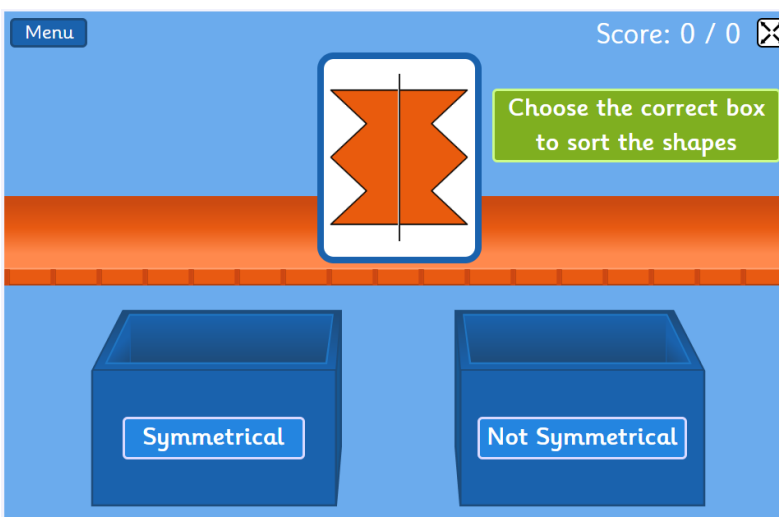 Menu
Score: 0 / 0
Choose the correct box
to sort the shapes
Symmetrical
Not Symmetrical